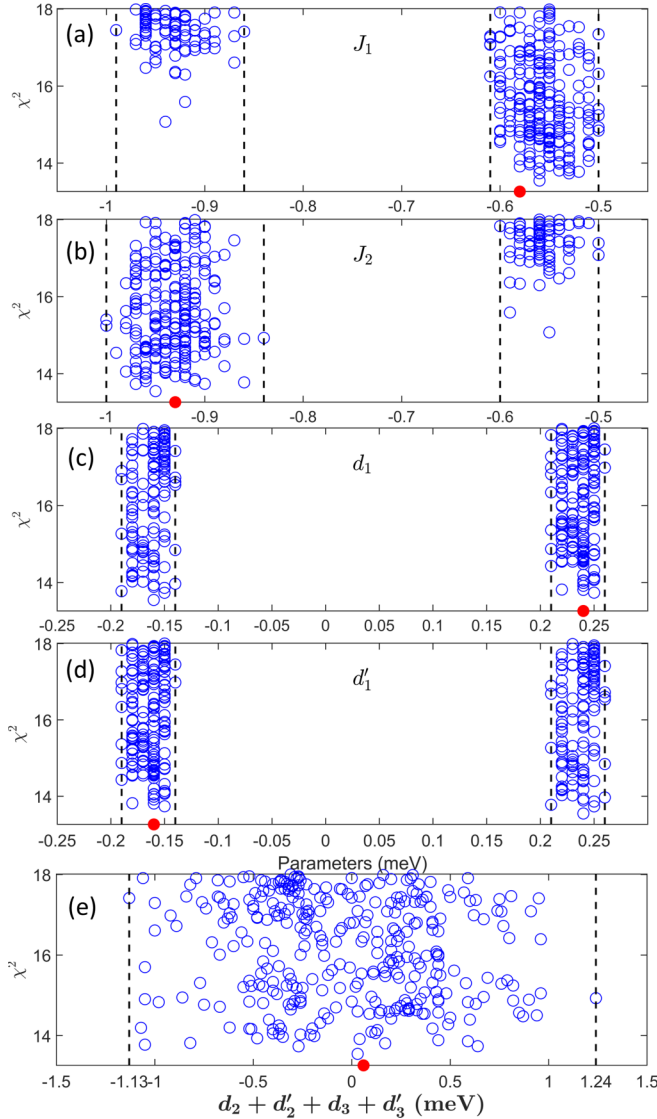 (a)
J₁
χ²
18
16
14
-1 -0.9 -0.8 -0.7 -0.6 -0.5
(b)
J₂
χ²
18
16
14
-1 -0.9 -0.8 -0.7 -0.6 -0.5
(c)
d₁
χ²
18
16
14
-0.25 -0.2 -0.15 -0.1 -0.05 0 0.05 0.1 0.15 0.2 0.25
(d)
d′₁
χ²
18
16
14
-0.25 -0.2 -0.15 -0.1 -0.05 0 0.05 0.1 0.15 0.2 0.25
Parameters (meV)
(e)
χ²
18
16
14
-1.5 -1.13 -1 -0.5 0 0.5 1 1.24 1.5
d₂ + d′₂ + d₃ + d′₃ (meV)